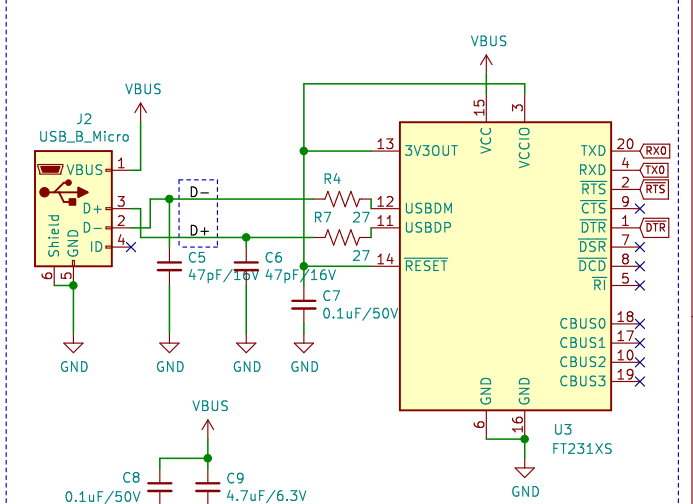 VBUS
VBUS
J2
USB_B_Micro
15
3
VCC
VCCIO
VBUS
1
13
3V3OUT
TXD
20
RX0
RXD
4
TX0
R4
D-
RTS
2
RTS
D+
3
27
12
USBDM
CTS
9
D-
2
R7
11
USBDP
DTR
1
DTR
D+
ID
4
27
DSR
7
Shield
GND
C5
47pF/16V
C6
47pF/16V
14
RESET
DCD
8
RI
5
6
5
C7
0.1uF/50V
CBUS0
18
CBUS1
17
CBUS2
10
CBUS3
19
GND
GND
GND
GND
GND
GND
6
16
U3
FT231XS
GND
VBUS
C8
0.1uF/50V
C9
4.7uF/6.3V